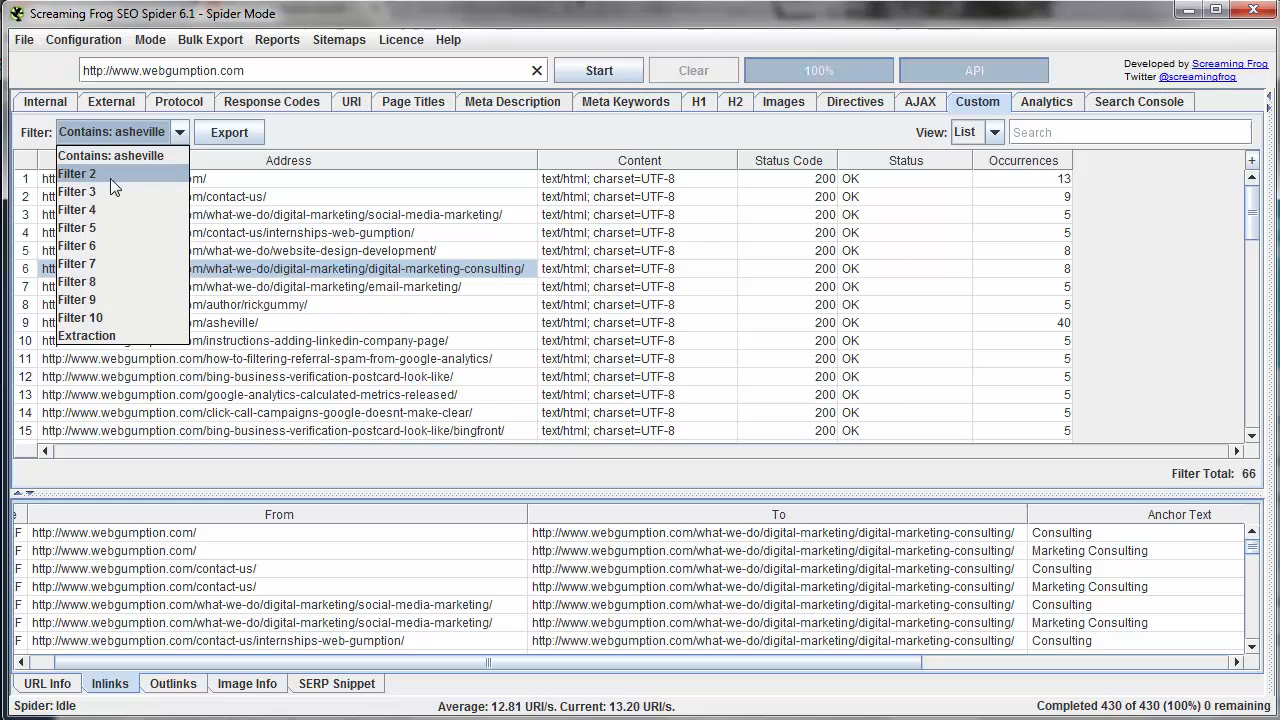 Screaming Frog SEO Spider 6.1 - Spider Mode
File Configuration Mode Bulk Export Reports Sitemaps Licence Help
http://www.webgumption.com Start Clear 100% API
Developed by Screaming Frog
Twitter @screamingfrog
Internal External Protocol Response Codes URI Page Titles Meta Description Meta Keywords H1 H2 Images Directives AJAX Custom Analytics Search Console
Filter: Contains: asheville Export View: List Search
Contains: asheville
Filter 2
Filter 3
Filter 4
Filter 5
Filter 6
Filter 7
Filter 8
Filter 9
Filter 10
Extraction
Address Content Status Code Status Occurrences
1 htt m/ text/html; charset=UTF-8 200 OK 13
2 htt m/contact-us/ text/html; charset=UTF-8 200 OK 9
3 htt m/what-we-do/digital-marketing/social-media-marketing/ text/html; charset=UTF-8 200 OK 5
4 htt m/contact-us/internships-web-gumption/ text/html; charset=UTF-8 200 OK 5
5 htt m/what-we-do/website-design-development/ text/html; charset=UTF-8 200 OK 8
6 htt m/what-we-do/digital-marketing/digital-marketing-consulting/ text/html; charset=UTF-8 200 OK 8
7 htt m/what-we-do/digital-marketing/email-marketing/ text/html; charset=UTF-8 200 OK 5
8 htt m/author/rickgummy/ text/html; charset=UTF-8 200 OK 5
9 htt m/asheville/ text/html; charset=UTF-8 200 OK 40
10 htt m/instructions-adding-linkedin-company-page/ text/html; charset=UTF-8 200 OK 5
11 http://www.webgumption.com/how-to-filtering-referral-spam-from-google-analytics/ text/html; charset=UTF-8 200 OK 5
12 http://www.webgumption.com/bing-business-verification-postcard-look-like/ text/html; charset=UTF-8 200 OK 5
13 http://www.webgumption.com/google-analytics-calculated-metrics-released/ text/html; charset=UTF-8 200 OK 5
14 http://www.webgumption.com/click-call-campaigns-google-doesnt-make-clear/ text/html; charset=UTF-8 200 OK 5
15 http://www.webgumption.com/bing-business-verification-postcard-look-like/bingfront/ text/html; charset=UTF-8 200 OK 5
Filter Total: 66
e From To Anchor Text
F http://www.webgumption.com/ http://www.webgumption.com/what-we-do/digital-marketing/digital-marketing-consulting/ Consulting
F http://www.webgumption.com/ http://www.webgumption.com/what-we-do/digital-marketing/digital-marketing-consulting/ Marketing Consulting
F http://www.webgumption.com/contact-us/ http://www.webgumption.com/what-we-do/digital-marketing/digital-marketing-consulting/ Consulting
F http://www.webgumption.com/contact-us/ http://www.webgumption.com/what-we-do/digital-marketing/digital-marketing-consulting/ Marketing Consulting
F http://www.webgumption.com/what-we-do/digital-marketing/social-media-marketing/ http://www.webgumption.com/what-we-do/digital-marketing/digital-marketing-consulting/ Consulting
F http://www.webgumption.com/what-we-do/digital-marketing/social-media-marketing/ http://www.webgumption.com/what-we-do/digital-marketing/digital-marketing-consulting/ Marketing Consulting
F http://www.webgumption.com/contact-us/internships-web-gumption/ http://www.webgumption.com/what-we-do/digital-marketing/digital-marketing-consulting/ Consulting
URL Info Inlinks Outlinks Image Info SERP Snippet
Spider: Idle Average: 12.81 URI/s. Current: 13.20 URI/s. Completed 430 of 430 (100%) 0 remaining